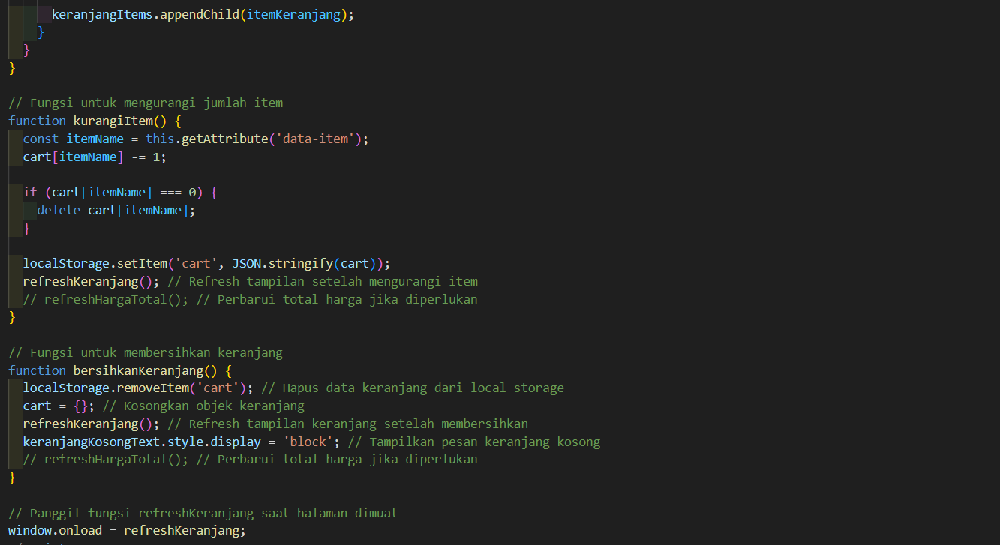 keranjangItems.appendChild(itemKeranjang);
}
}
}
// Fungsi untuk mengurangi jumlah item
function kurangiItem() {
const itemName = this.getAttribute('data-item');
cart[itemName] -= 1;
if (cart[itemName] === 0) {
delete cart[itemName];
}
localStorage.setItem('cart', JSON.stringify(cart));
refreshKeranjang(); // Refresh tampilan setelah mengurangi item
// refreshHargaTotal(); // Perbarui total harga jika diperlukan
}
// Fungsi untuk membersihkan keranjang
function bersihkanKeranjang() {
localStorage.removeItem('cart'); // Hapus data keranjang dari local storage
cart = {}; // Kosongkan objek keranjang
refreshKeranjang(); // Refresh tampilan keranjang setelah membersihkan
keranjangKosongText.style.display = 'block'; // Tampilkan pesan keranjang kosong
// refreshHargaTotal(); // Perbarui total harga jika diperlukan
}
// Panggil fungsi refreshKeranjang saat halaman dimuat
window.onload = refreshKeranjang;